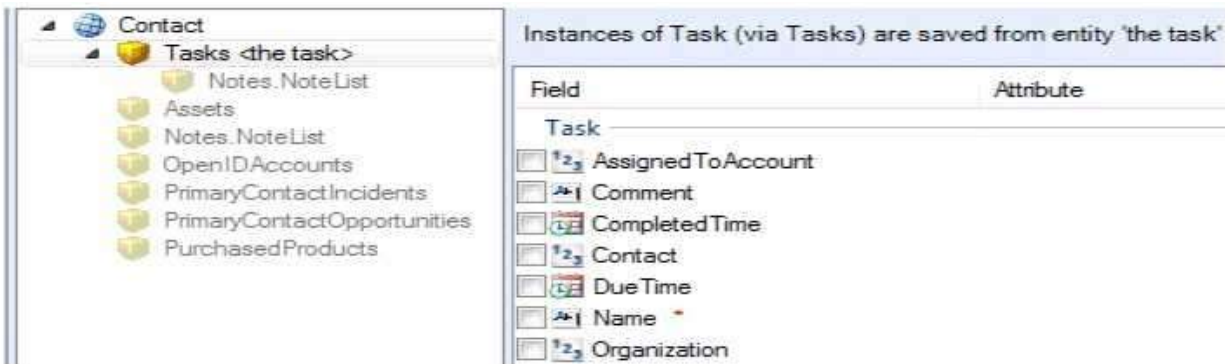 Contact
Tasks <the task>
Notes.NoteList
Assets
Notes.NoteList
OpenIDAccounts
PrimaryContactIncidents
PrimaryContactOpportunities
PurchasedProducts
Instances of Task (via Tasks) are saved from entity 'the task'
Field Attribute
Task
AssignedToAccount
Comment
CompletedTime
Contact
DueTime
Name *
Organization